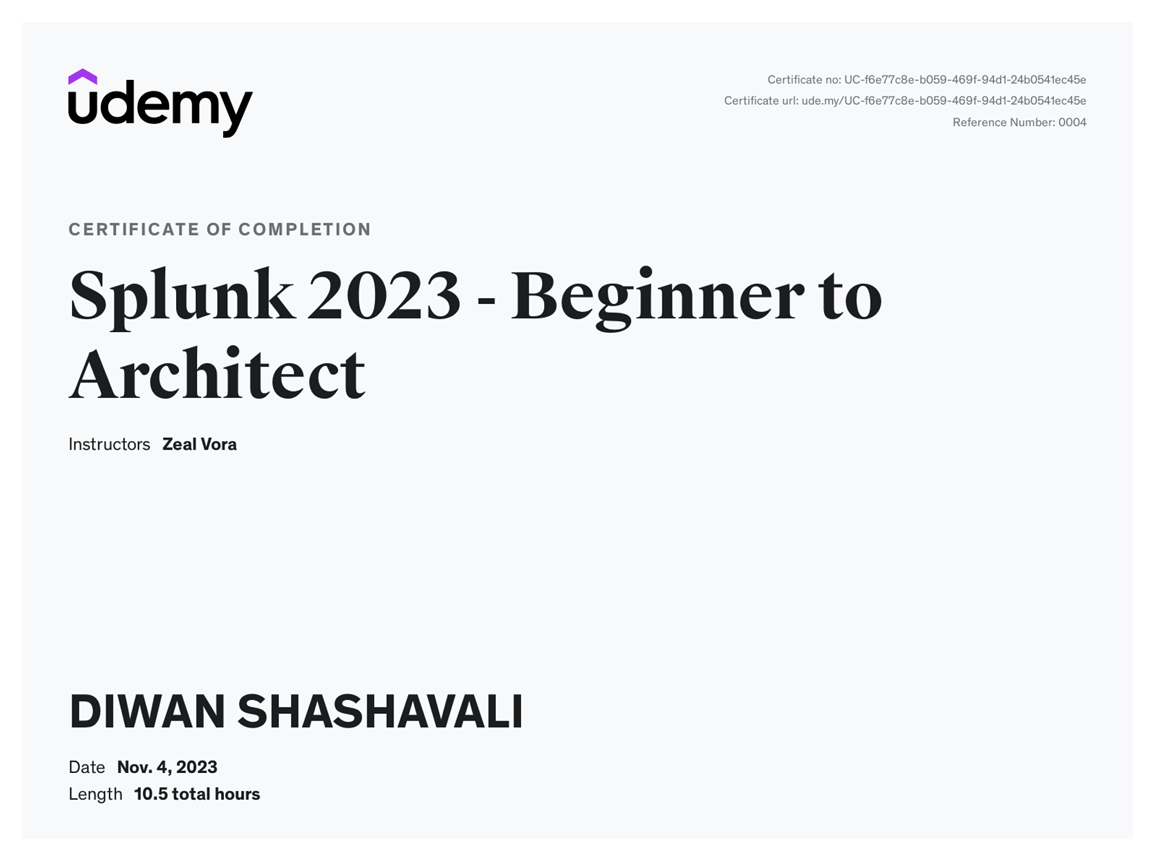 udemy
Certificate no: UC-f6e77c8e-b059-469f-94d1-24b0541ec45e
Certificate url: ude.my/UC-f6e77c8e-b059-469f-94d1-24b0541ec45e
Reference Number: 0004
CERTIFICATE OF COMPLETION
Splunk 2023 - Beginner to
Architect
Instructors Zeal Vora
DIWAN SHASHAVALI
Date Nov. 4, 2023
Length 10.5 total hours